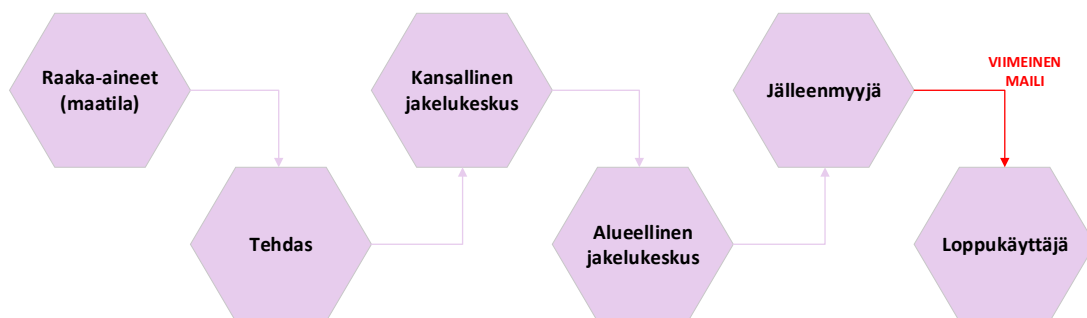 Raaka-aineet
(maatila)
Tehdas
Kansallinen
jakelukeskus
Alueellinen
jakelukeskus
Jälleenmyyjä
VIIMEINEN
MAILI
Loppukäyttäjä